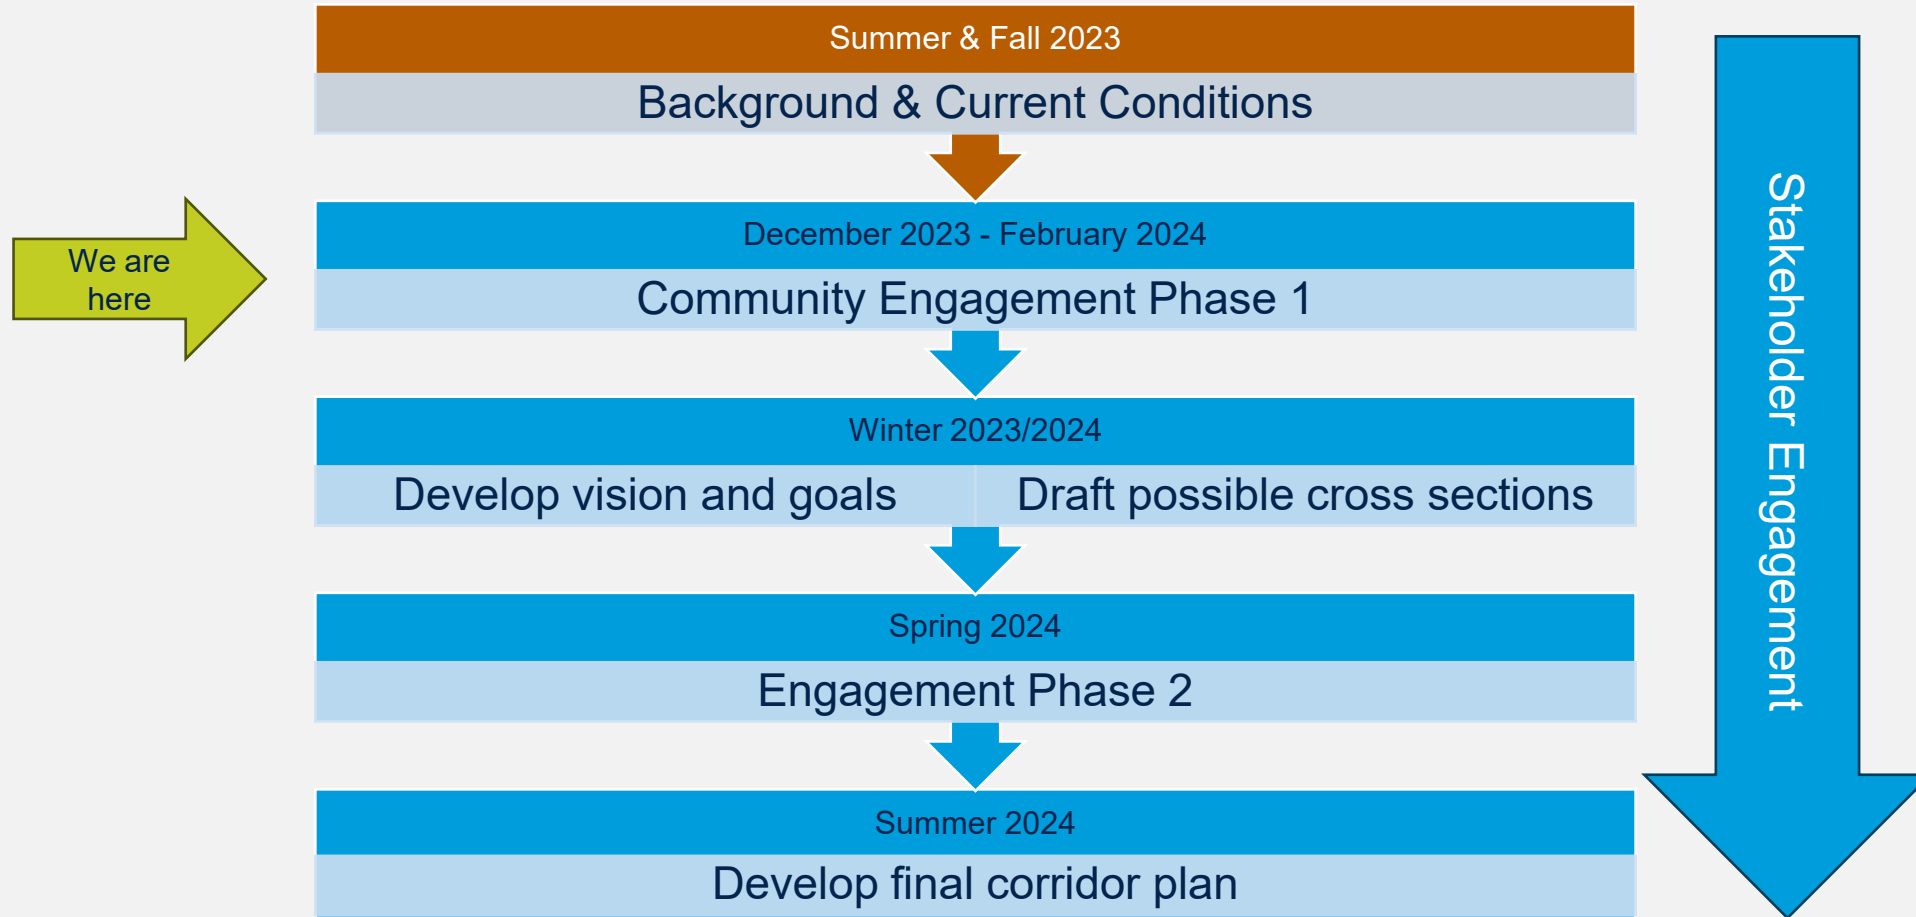 Summer & Fall 2023
Background & Current Conditions
We are
here
December 2023 - February 2024
Community Engagement Phase 1
Winter 2023/2024
Develop vision and goals
Draft possible cross sections
Spring 2024
Engagement Phase 2
Summer 2024
Develop final corridor plan
Stakeholder Engagement